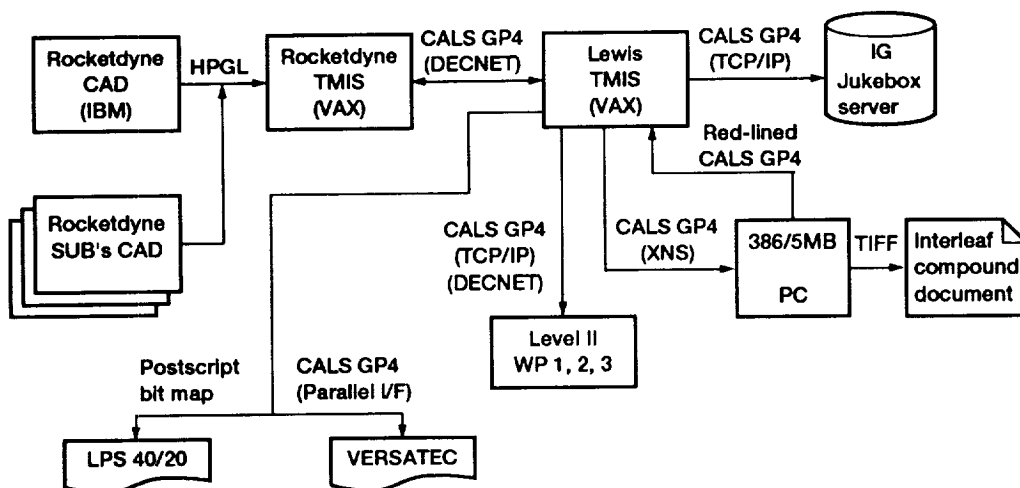 Rocketdyne
CAD
(IBM)
HPGL
Rocketdyne
TMIS
(VAX)
CALS GP4
(DECNET)
Lewis
TMIS
(VAX)
CALS GP4
(TCP/IP)
IG
Jukebox
server
Rocketdyne
SUB's CAD
Red-lined
CALS GP4
CALS GP4
(TCP/IP)
(DECNET)
CALS GP4
(XNS)
386/5MB
PC
TIFF
Interleaf
compound
document
Level II
WP 1, 2, 3
Postscript
bit map
CALS GP4
(Parallel I/F)
LPS 40/20
VERSATEC